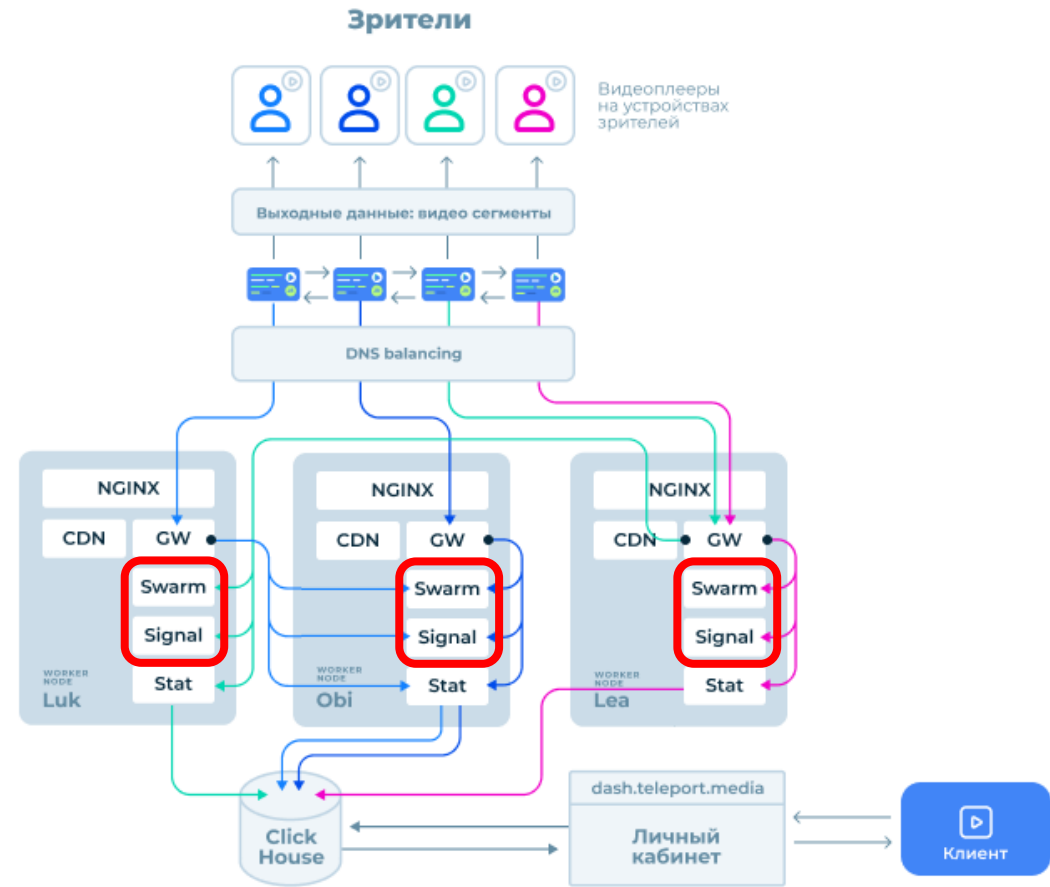 Зрители
Видеоплееры
на устройствах
зрителей
Выходные данные: видео сегменты
DNS balancing
NGINX
CDN
GW
Swarm
Signal
Stat
WORKER
NODE
Luk
NGINX
CDN
GW
Swarm
Signal
Stat
WORKER
NODE
Obi
NGINX
CDN
GW
Swarm
Signal
Stat
WORKER
NODE
Lea
Click
House
dash.teleport.media
Личный
кабинет
Клиент